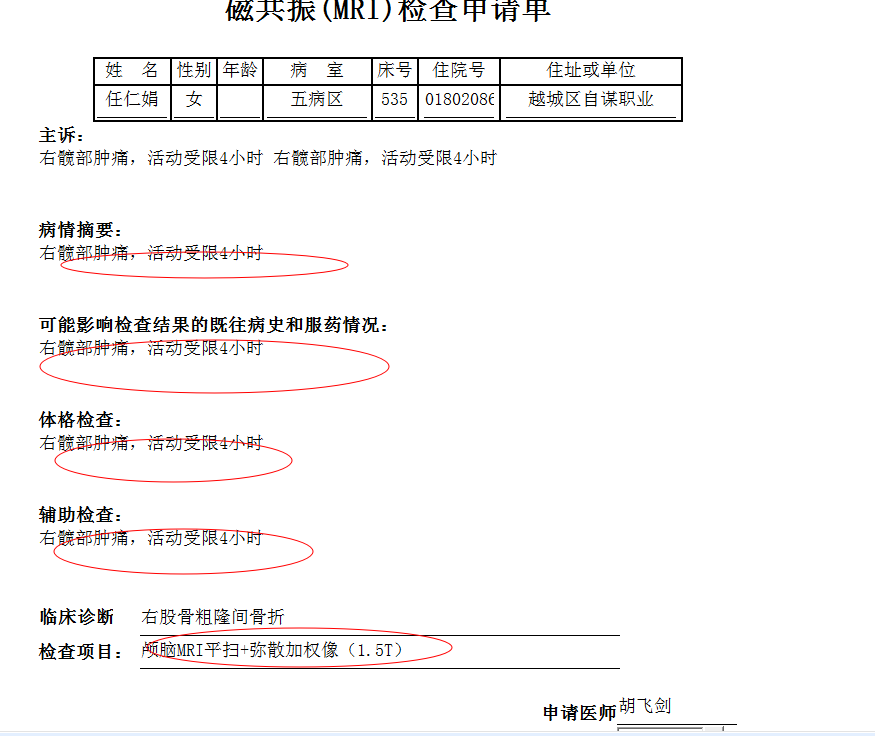 磁共振(MRI)检查申请单
姓 名 性别 年龄 病 室 床号 住院号 住址或单位
任仁娟 女 五病区 535 01802086 越城区自谋职业
主诉：
右髋部肿痛，活动受限4小时 右髋部肿痛，活动受限4小时
病情摘要：
右髋部肿痛，活动受限4小时
可能影响检查结果的既往病史和服药情况：
右髋部肿痛，活动受限4小时
体格检查：
右髋部肿痛，活动受限4小时
辅助检查：
右髋部肿痛，活动受限4小时
临床诊断 右股骨粗隆间骨折
检查项目： 颅脑MRI平扫+弥散加权像（1.5T）
申请医师 胡飞剑